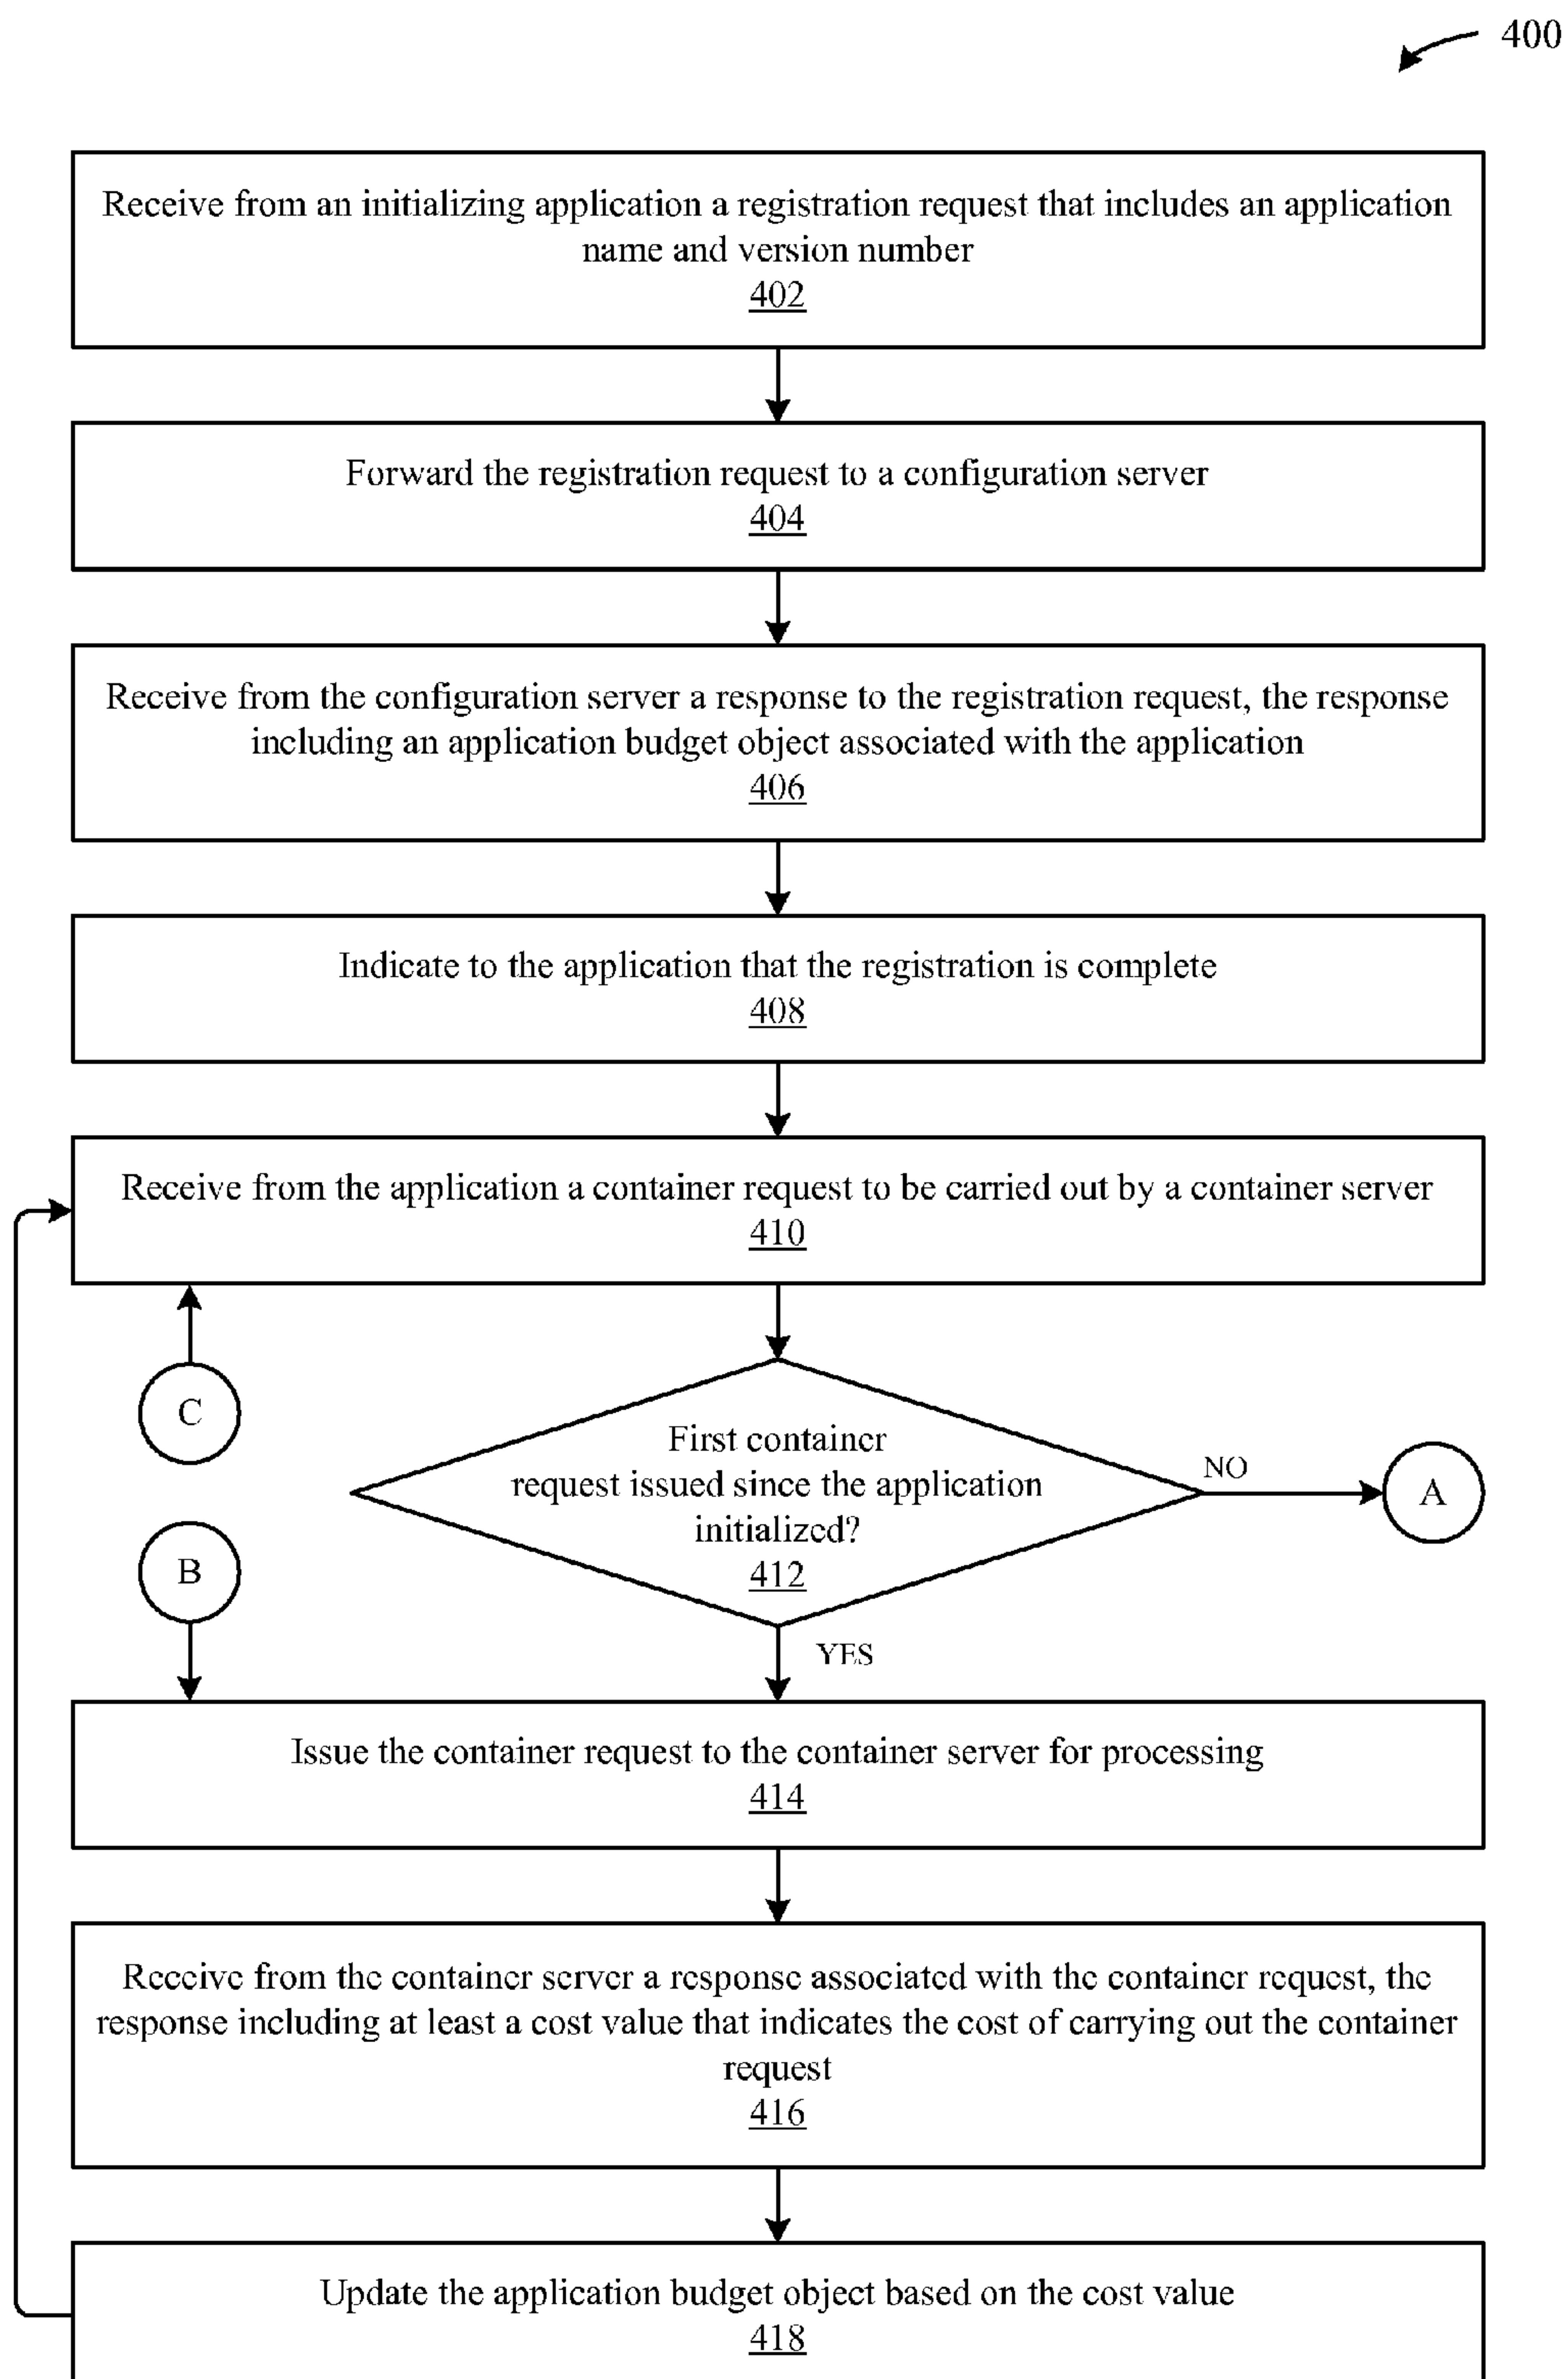 400
Receive from an initializing application a registration request that includes an application
name and version number
402
Forward the registration request to a configuration server
404
Receive from the configuration server a response to the registration request, the response
including an application budget object associated with the application
406
Indicate to the application that the registration is complete
408
Receive from the application a container request to be carried out by a container server
410
C
First container
request issued since the application
initialized?
412
NO
A
B
YES
Issue the container request to the container server for processing
414
Receive from the container server a response associated with the container request, the
response including at least a cost value that indicates the cost of carrying out the container
request
416
Update the application budget object based on the cost value
418